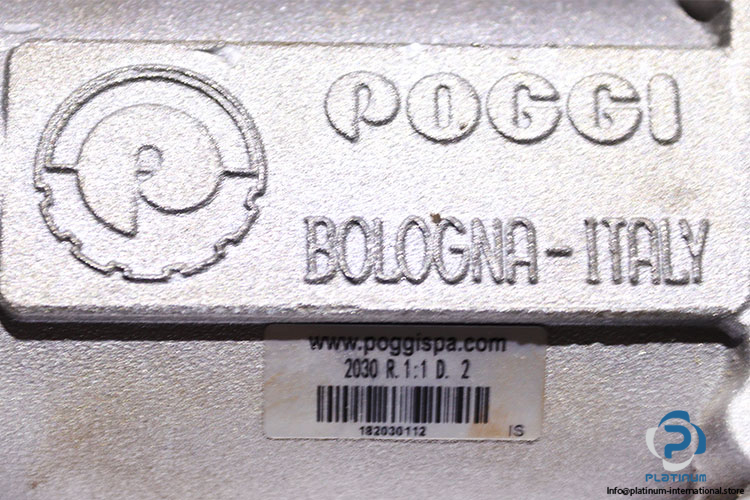 POGGI
BOLOGNA-ITALY
www.poggispa.com
2030 R.1:1 D. 2
182030112 IS
PLATINUM
Info@platinum-international.store